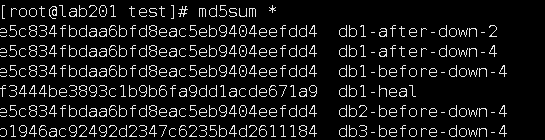 [root@lab201 test]# md5sum *
e5c834fbdaa6bfd8eac5eb9404eefdd4  db1-after-down-2
e5c834fbdaa6bfd8eac5eb9404eefdd4  db1-after-down-4
e5c834fbdaa6bfd8eac5eb9404eefdd4  db1-before-down-4
f3444be3893c1b9b6fa9dd1acde671a9  db1-heal
e5c834fbdaa6bfd8eac5eb9404eefdd4  db2-before-down-4
b1946ac92492d2347c6235b4d2611184  db3-before-down-4